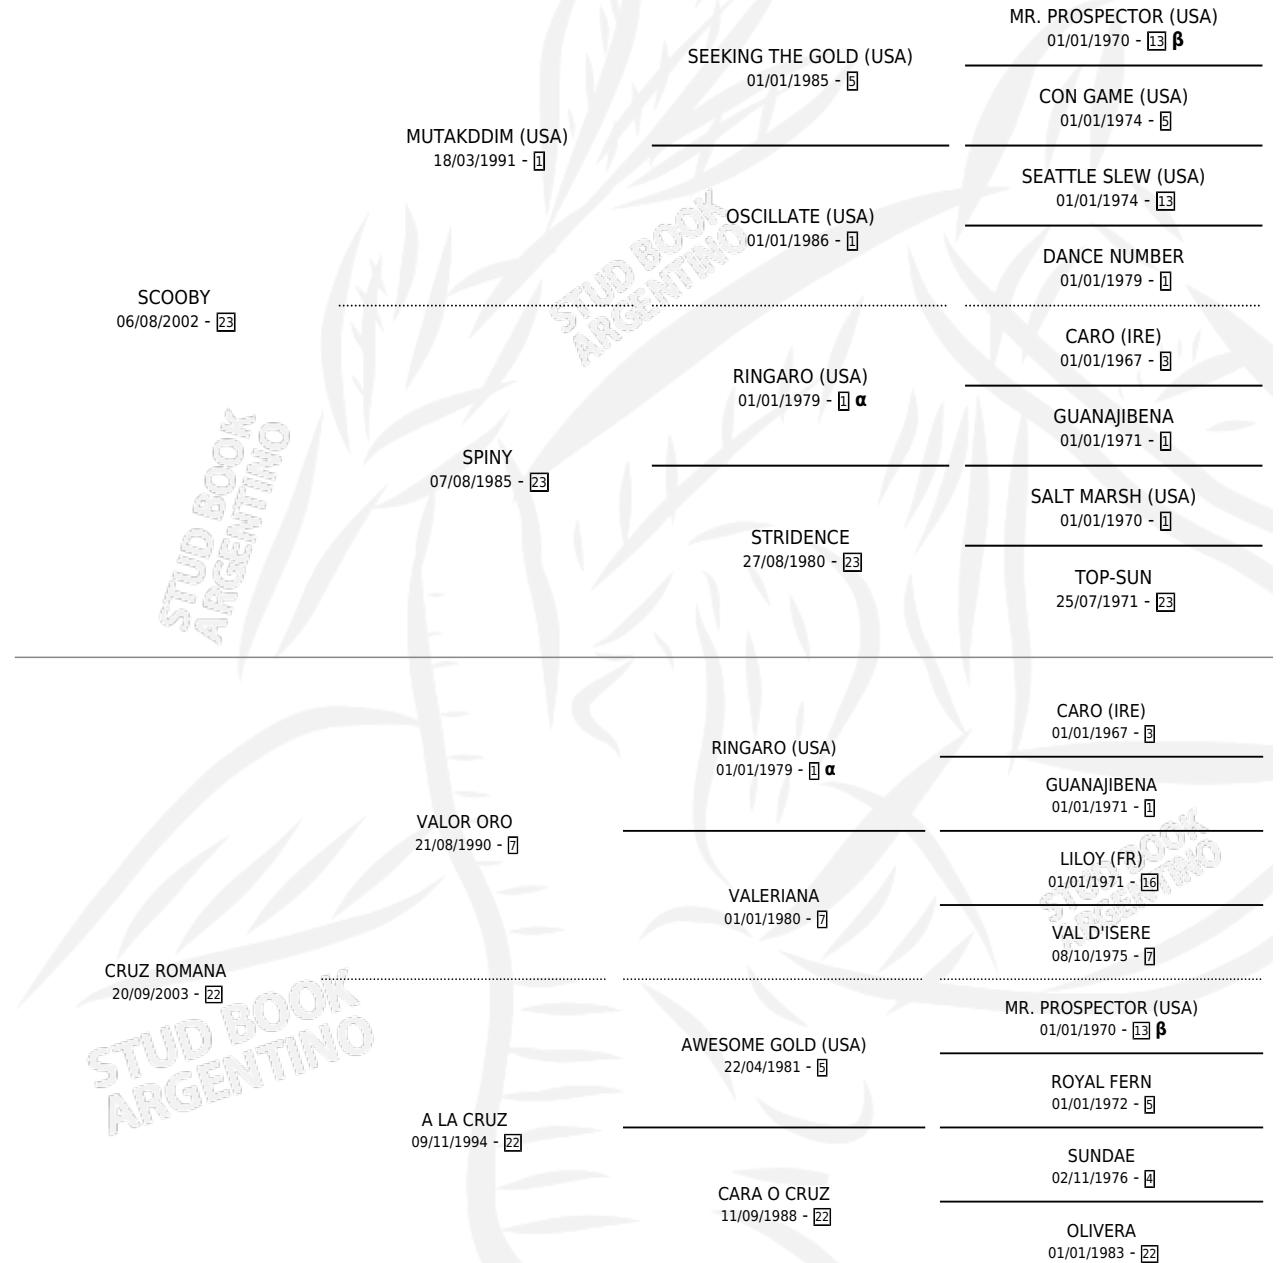 MR. PROSPECTOR (USA)
01/01/1970 - 13 β
SEEKING THE GOLD (USA)
01/01/1985 - 5
CON GAME (USA)
01/01/1974 - 5
MUTAKDDIM (USA)
18/03/1991 - 1
SEATTLE SLEW (USA)
01/01/1974 - 13
OSCILLATE (USA)
01/01/1986 - 1
DANCE NUMBER
01/01/1979 - 1
SCOOBY
06/08/2002 - 23
CARO (IRE)
01/01/1967 - 3
RINGARO (USA)
01/01/1979 - 1 α
GUANAJIBENA
01/01/1971 - 1
SPINY
07/08/1985 - 23
SALT MARSH (USA)
01/01/1970 - 1
STRIDENCE
27/08/1980 - 23
TOP-SUN
25/07/1971 - 23
CARO (IRE)
01/01/1967 - 3
RINGARO (USA)
01/01/1979 - 1 α
GUANAJIBENA
01/01/1971 - 1
VALOR ORO
21/08/1990 - 7
LILOY (FR)
01/01/1971 - 16
VALERIANA
01/01/1980 - 7
VAL D'ISERE
08/10/1975 - 7
CRUZ ROMANA
20/09/2003 - 22
MR. PROSPECTOR (USA)
01/01/1970 - 13 β
AWESOME GOLD (USA)
22/04/1981 - 5
ROYAL FERN
01/01/1972 - 5
A LA CRUZ
09/11/1994 - 22
SUNDAE
02/11/1976 - 4
CARA O CRUZ
11/09/1988 - 22
OLIVERA
01/01/1983 - 22
STUD BOOK
ARGENTINO
STUD BOOK
ARGENTINO
STUD BOOK
ARGENTINO
STUD BOOK
ARGENTINO